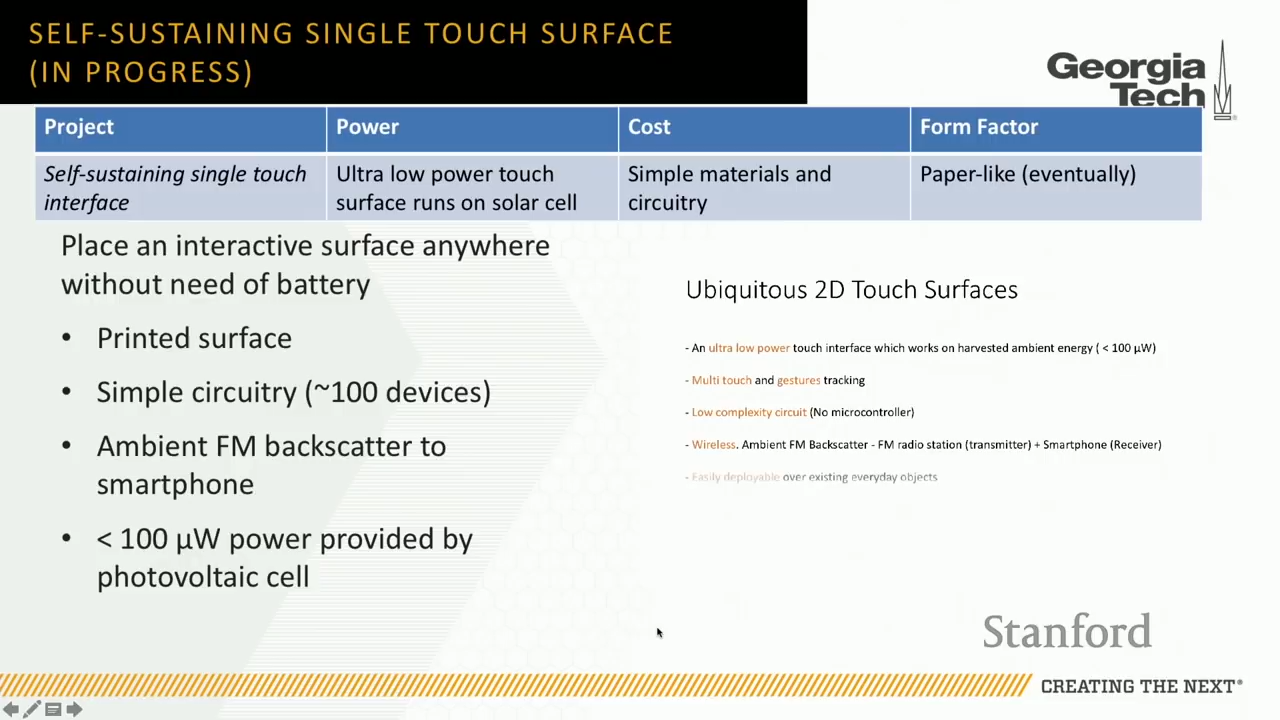 SELF-SUSTAINING SINGLE TOUCH SURFACE
(IN PROGRESS)
Georgia
Tech
Project Power Cost Form Factor
Self-sustaining single touch
interface
Ultra low power touch
surface runs on solar cell
Simple materials and
circuitry
Paper-like (eventually)
Place an interactive surface anywhere
without need of battery
• Printed surface
• Simple circuitry (~100 devices)
• Ambient FM backscatter to
smartphone
• < 100 µW power provided by
photovoltaic cell
Ubiquitous 2D Touch Surfaces
- An ultra low power touch interface which works on harvested ambient energy ( < 100 µW)
- Multi touch and gestures tracking
- Low complexity circuit (No microcontroller)
- Wireless. Ambient FM Backscatter - FM radio station (transmitter) + Smartphone (Receiver)
- Easily deployable over existing everyday objects
Stanford
CREATING THE NEXT®